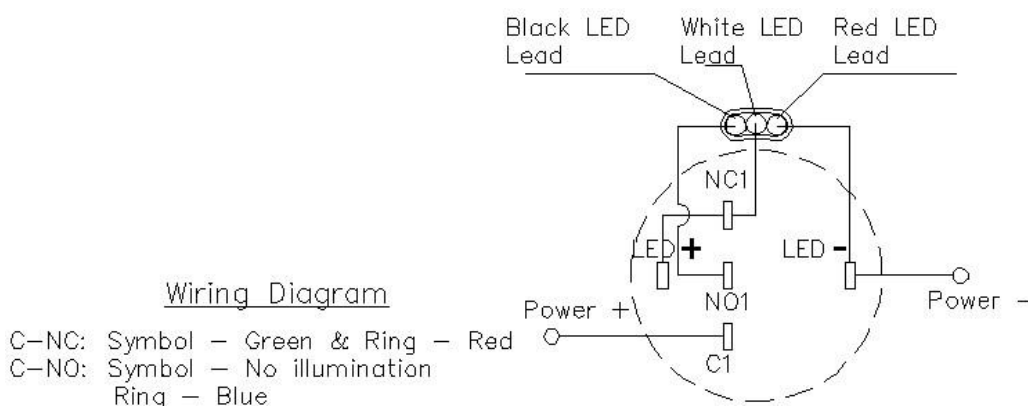 Black LED
Lead
White LED
Lead
Red LED
Lead
NC1
LED +
LED -
NO1
C1
Power +
Power -
Wiring Diagram
C-NC: Symbol - Green & Ring - Red
C-NO: Symbol - No illumination
Ring - Blue